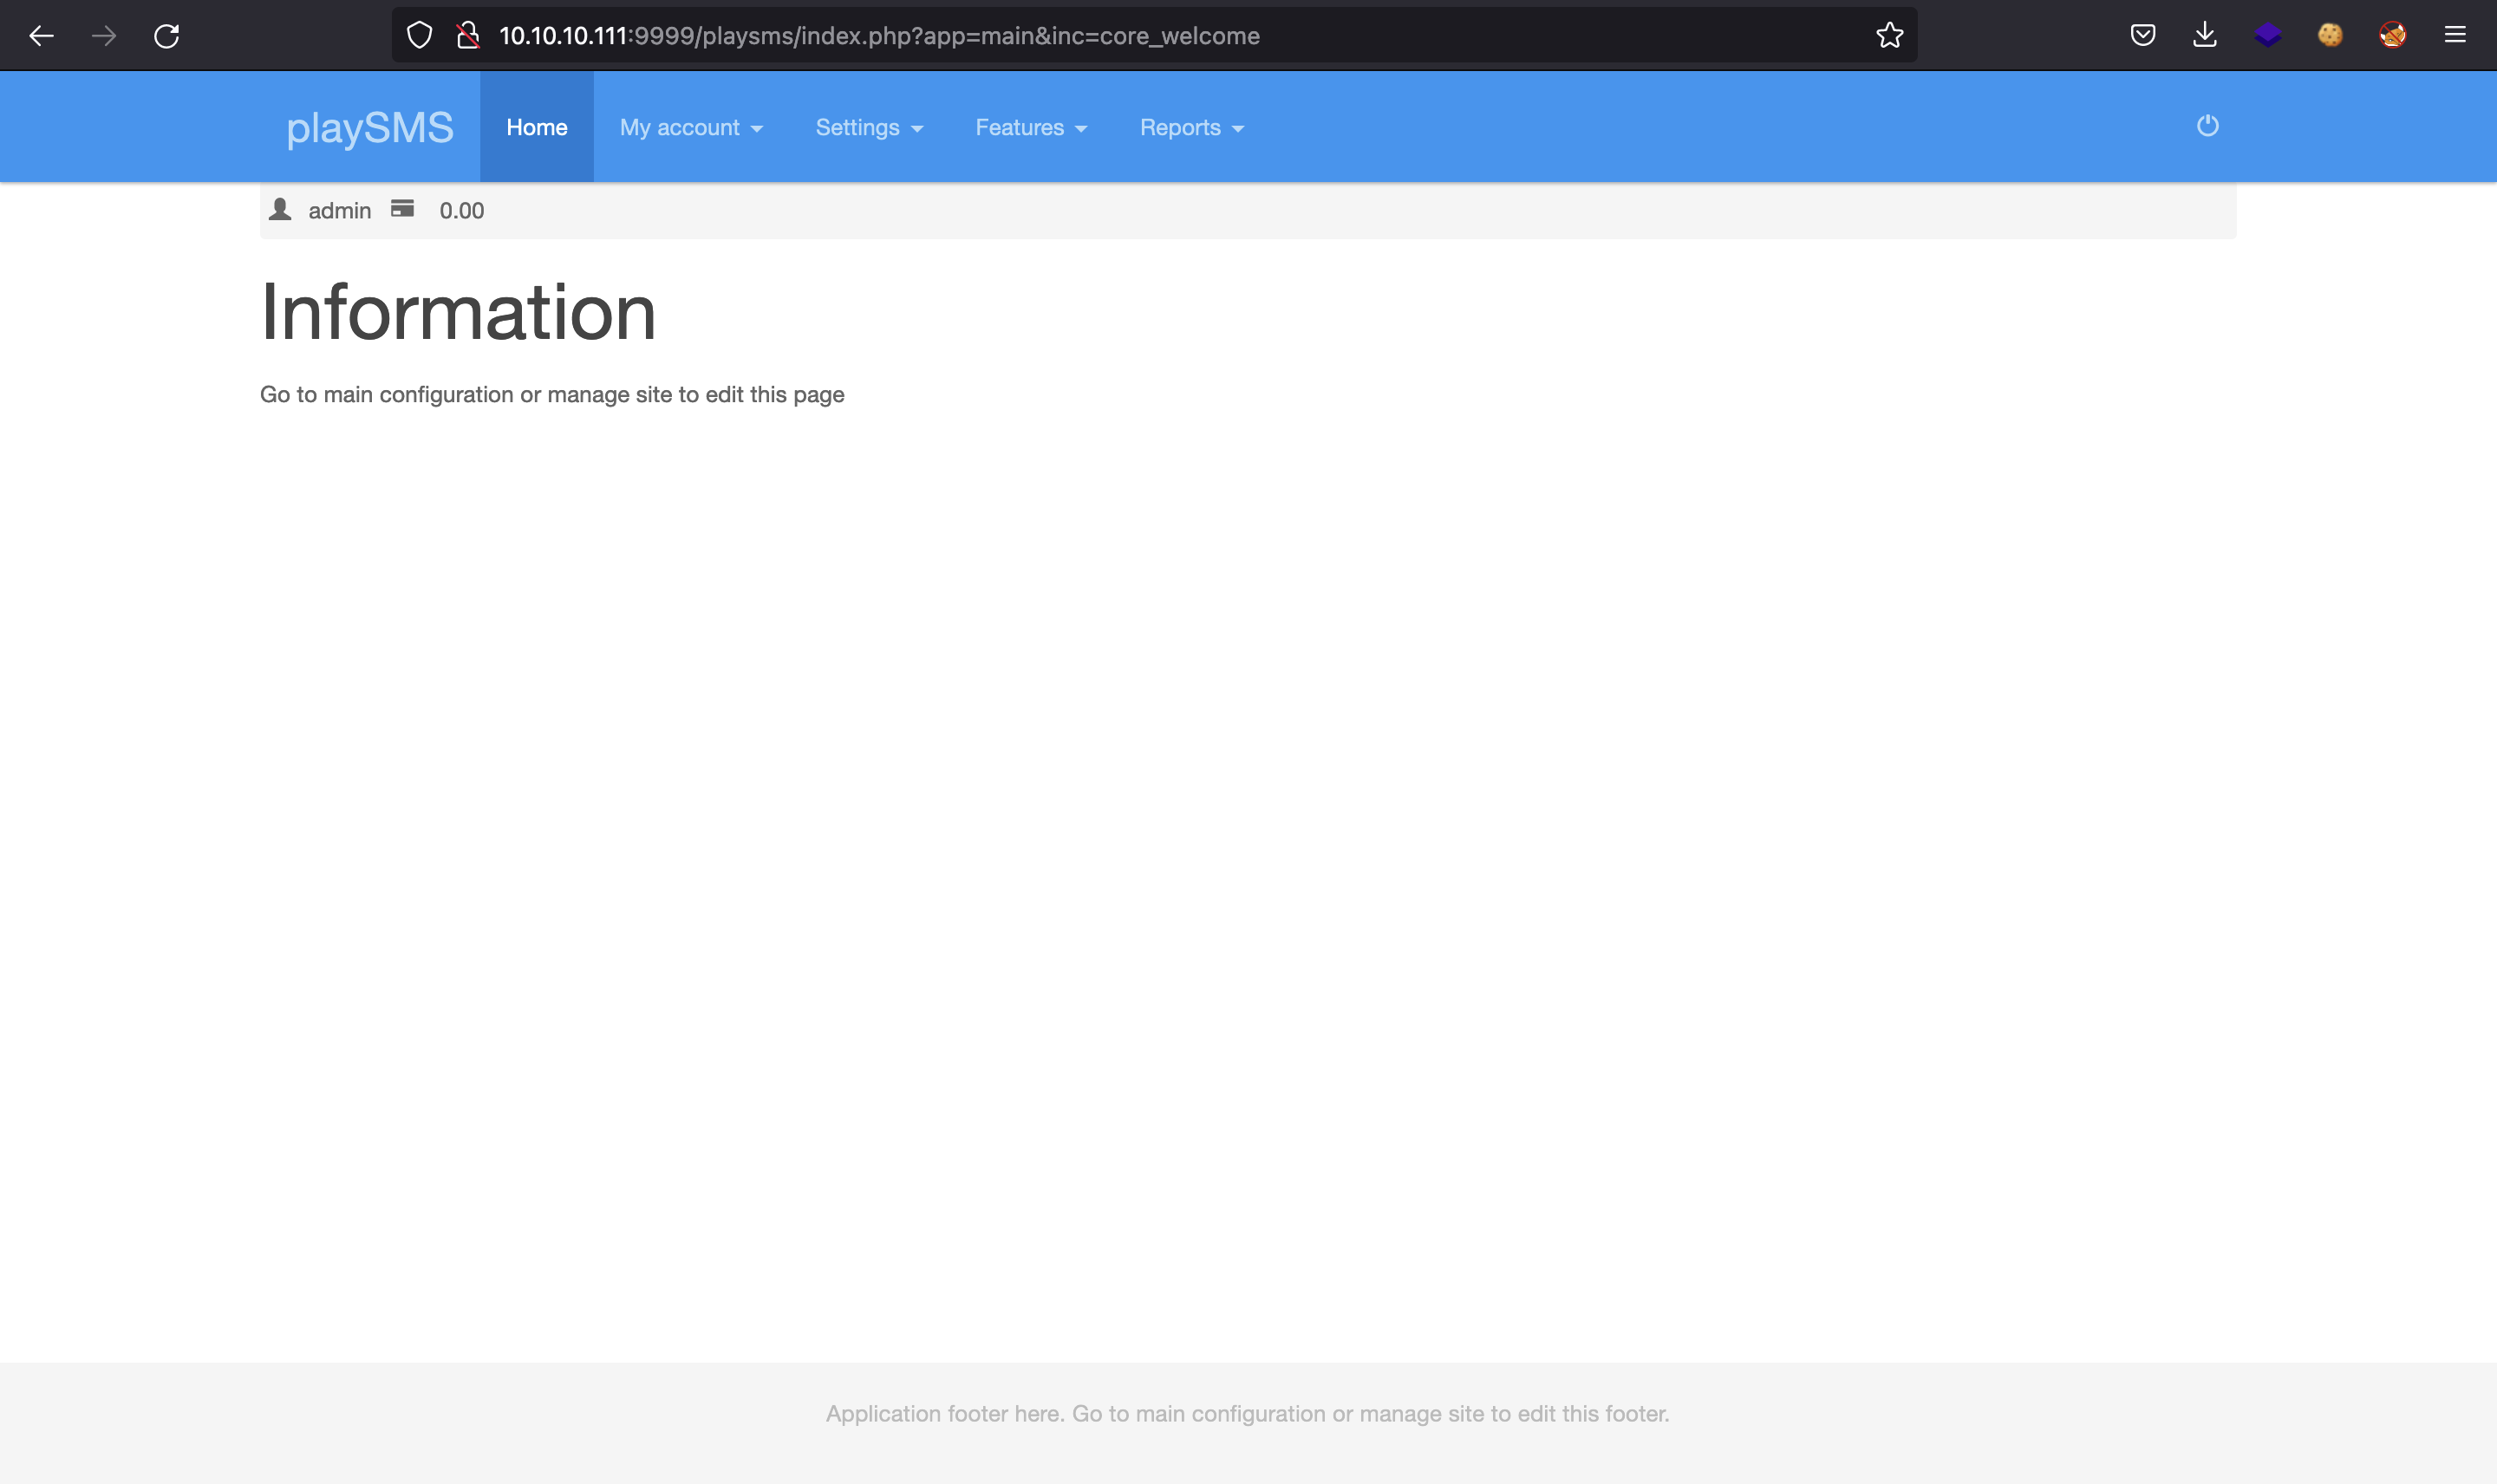 10.10.10.111:9999/playsms/index.php?app=main&inc=core_welcome
playSMS Home My account Settings Features Reports
admin 0.00
Information
Go to main configuration or manage site to edit this page
Application footer here. Go to main configuration or manage site to edit this footer.